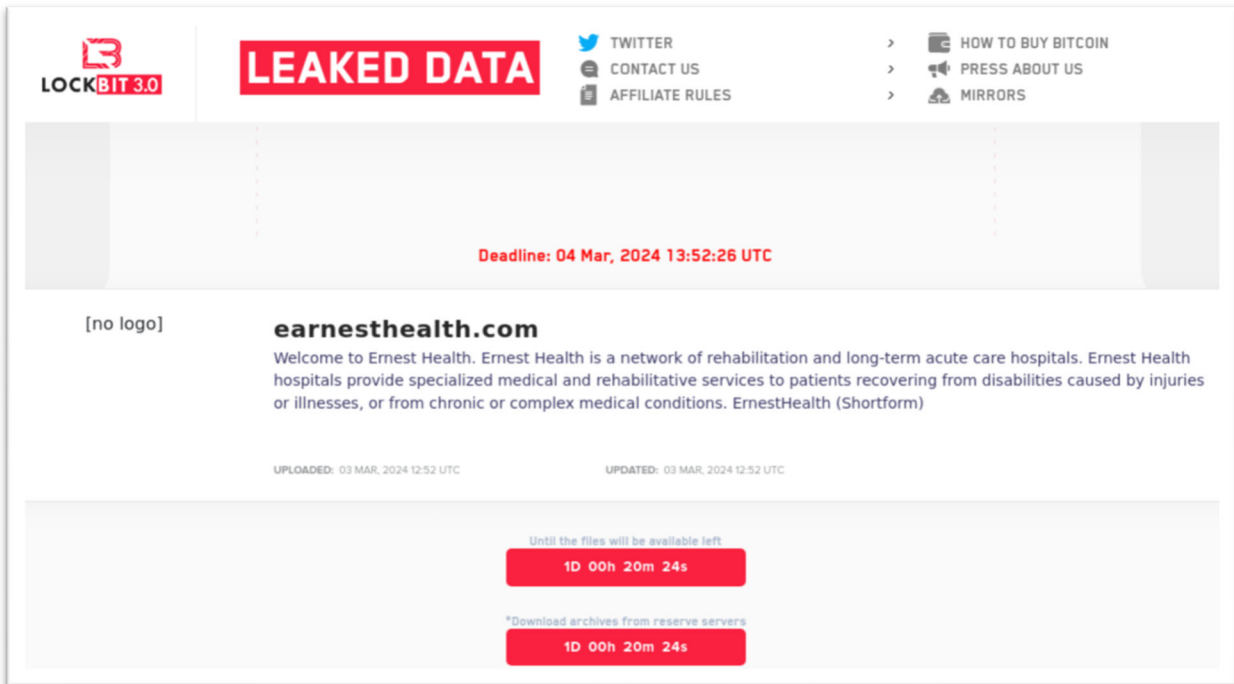 LOCKBIT 3.0
LEAKED DATA
TWITTER
CONTACT US
AFFILIATE RULES
> HOW TO BUY BITCOIN
> PRESS ABOUT US
> MIRRORS
Deadline: 04 Mar, 2024 13:52:26 UTC
[no logo]
earnesthealth.com
Welcome to Ernest Health. Ernest Health is a network of rehabilitation and long-term acute care hospitals. Ernest Health
hospitals provide specialized medical and rehabilitative services to patients recovering from disabilities caused by injuries
or illnesses, or from chronic or complex medical conditions. ErnestHealth (Shortform)
UPLOADED: 03 MAR, 2024 12:52 UTC
UPDATED: 03 MAR, 2024 12:52 UTC
Until the files will be available left
1D 00h 20m 24s
*Download archives from reserve servers
1D 00h 20m 24s